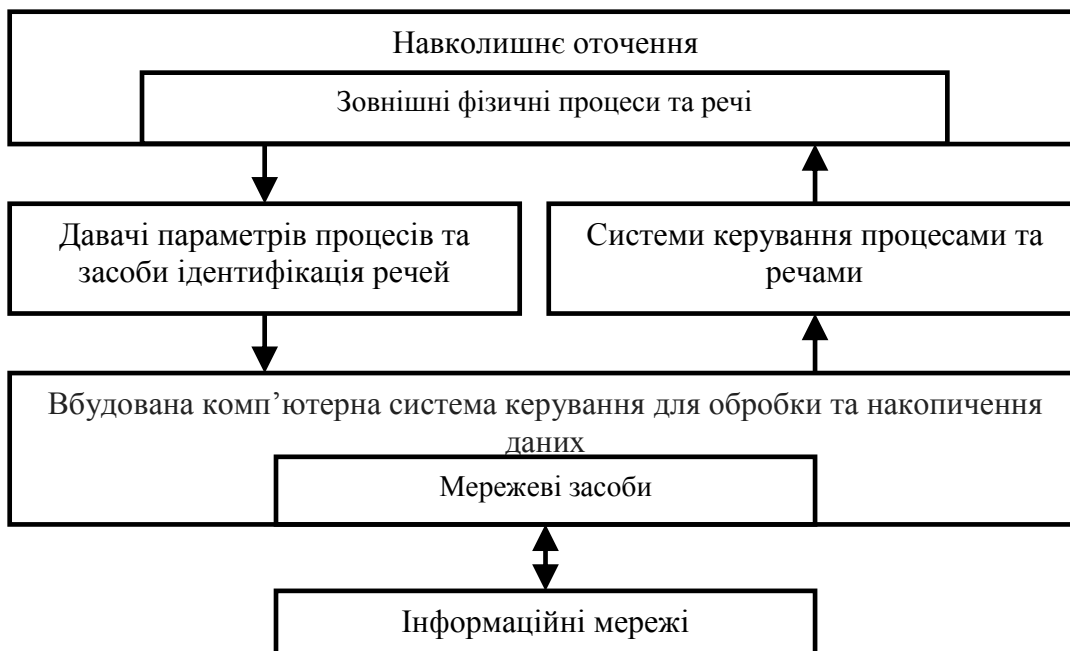 Навколишнє оточення
Зовнішні фізичні процеси та речі
Давачі параметрів процесів та
засоби ідентифікація речей
Системи керування процесами та
речами
Вбудована комп’ютерна система керування для обробки та накопичення
даних
Мережеві засоби
Інформаційні мережі